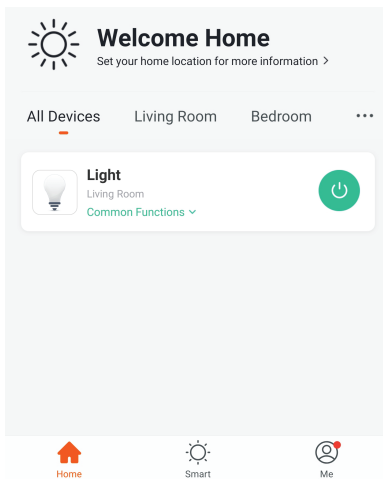 Welcome Home
Set your home location for more information >
All Devices Living Room Bedroom ...
Light
Living Room
Common Functions
Home Smart Me